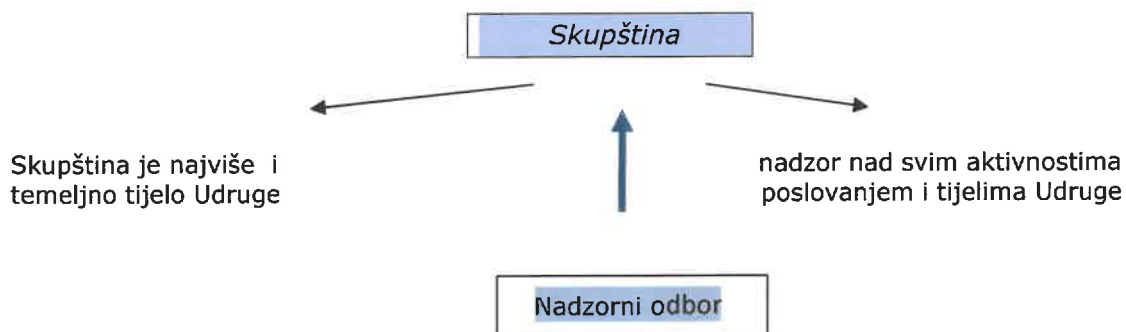 Skupština
Skupština je najviše i
temeljno tijelo Udruge
nadzor nad svim aktivnostima
poslovanjem i tijelima Udruge
Nadzorni odbor